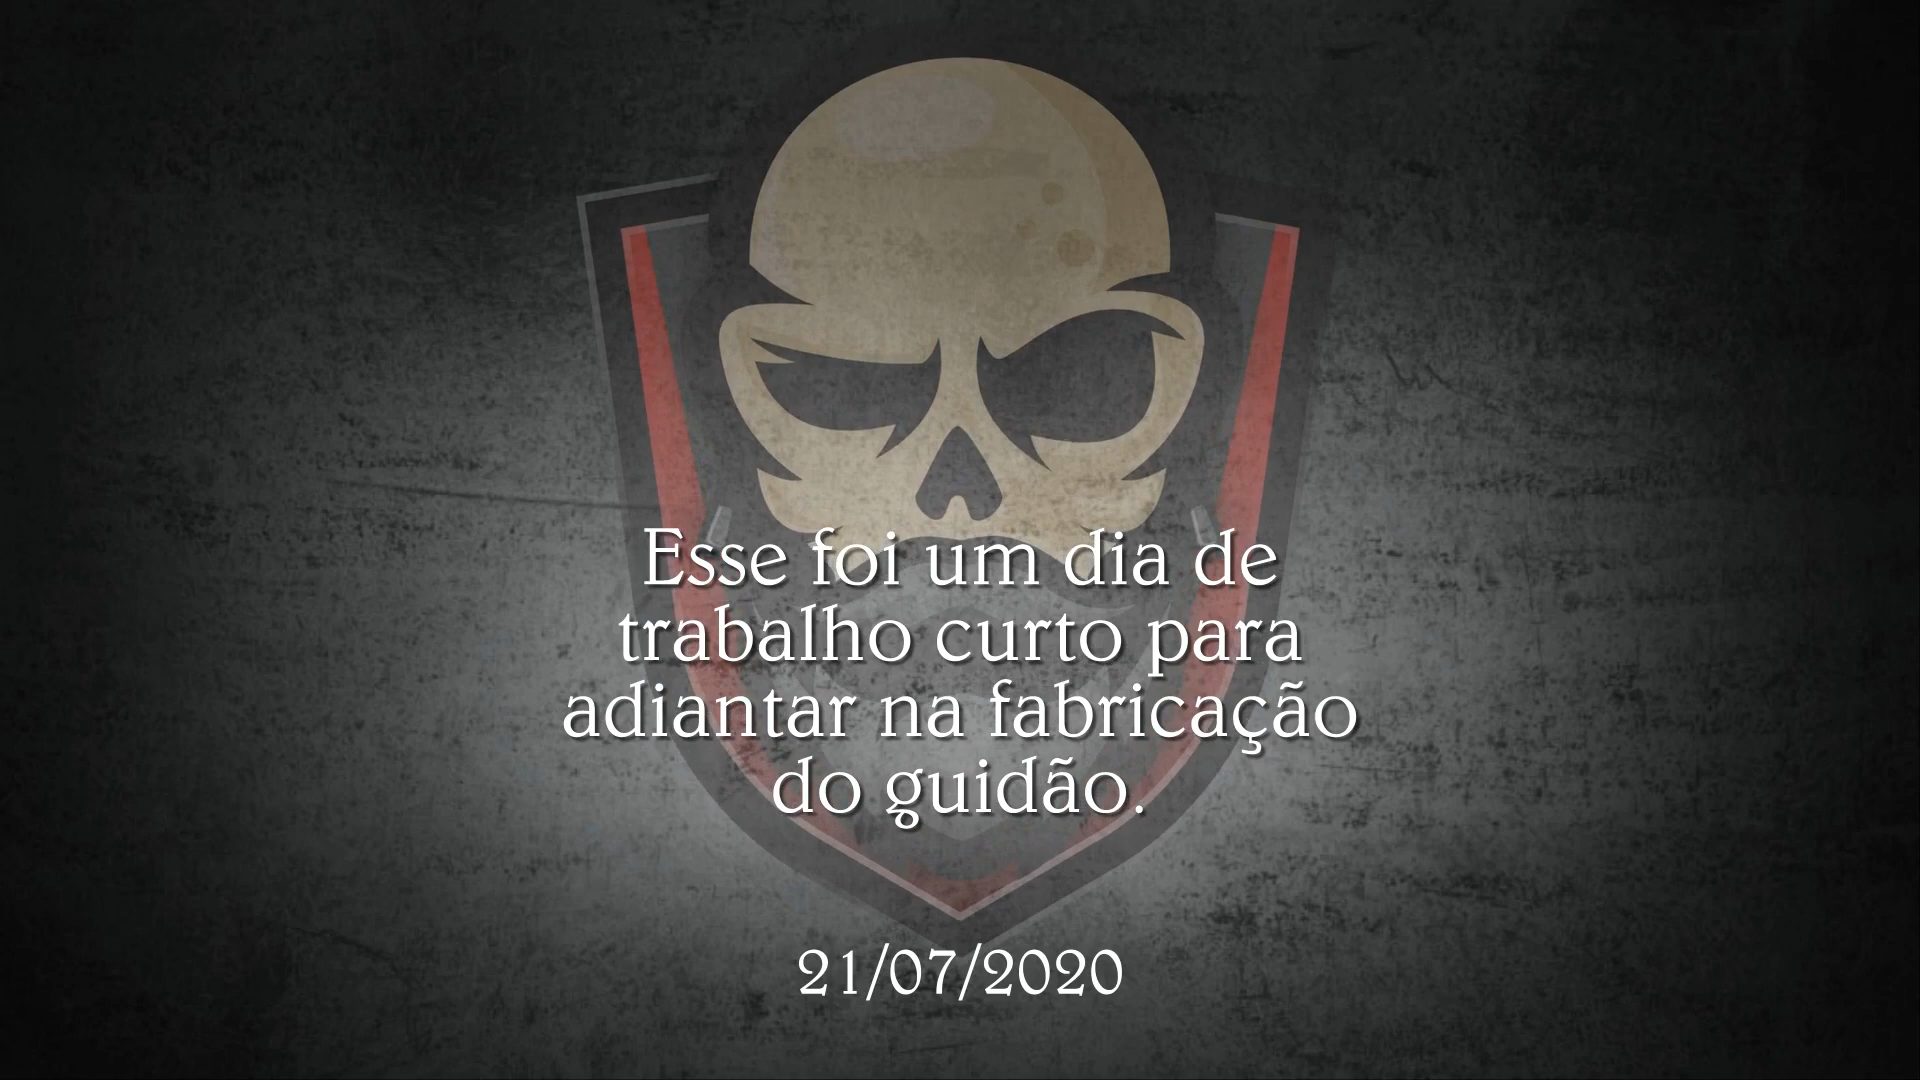 Esse foi um dia de
trabalho curto para
adiantar na fabricação
do guidão.
21/07/2020